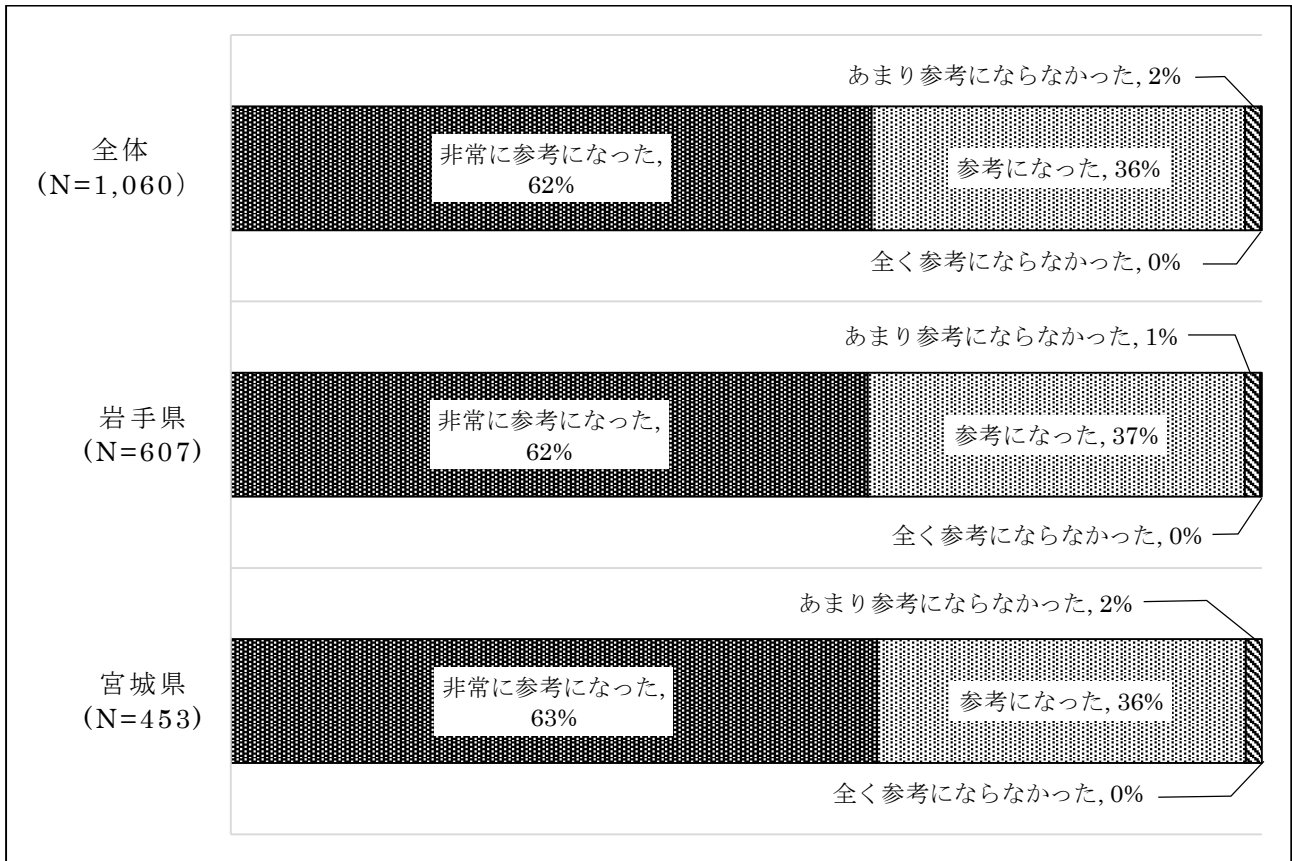 あまり参考にならなかった, 2%
全体
(N=1,060)
非常に参考になった,
62%
参考になった, 36%
全く参考にならなかった, 0%
あまり参考にならなかった, 1%
岩手県
(N=607)
非常に参考になった,
62%
参考になった, 37%
全く参考にならなかった, 0%
あまり参考にならなかった, 2%
宮城県
(N=453)
非常に参考になった,
63%
参考になった, 36%
全く参考にならなかった, 0%